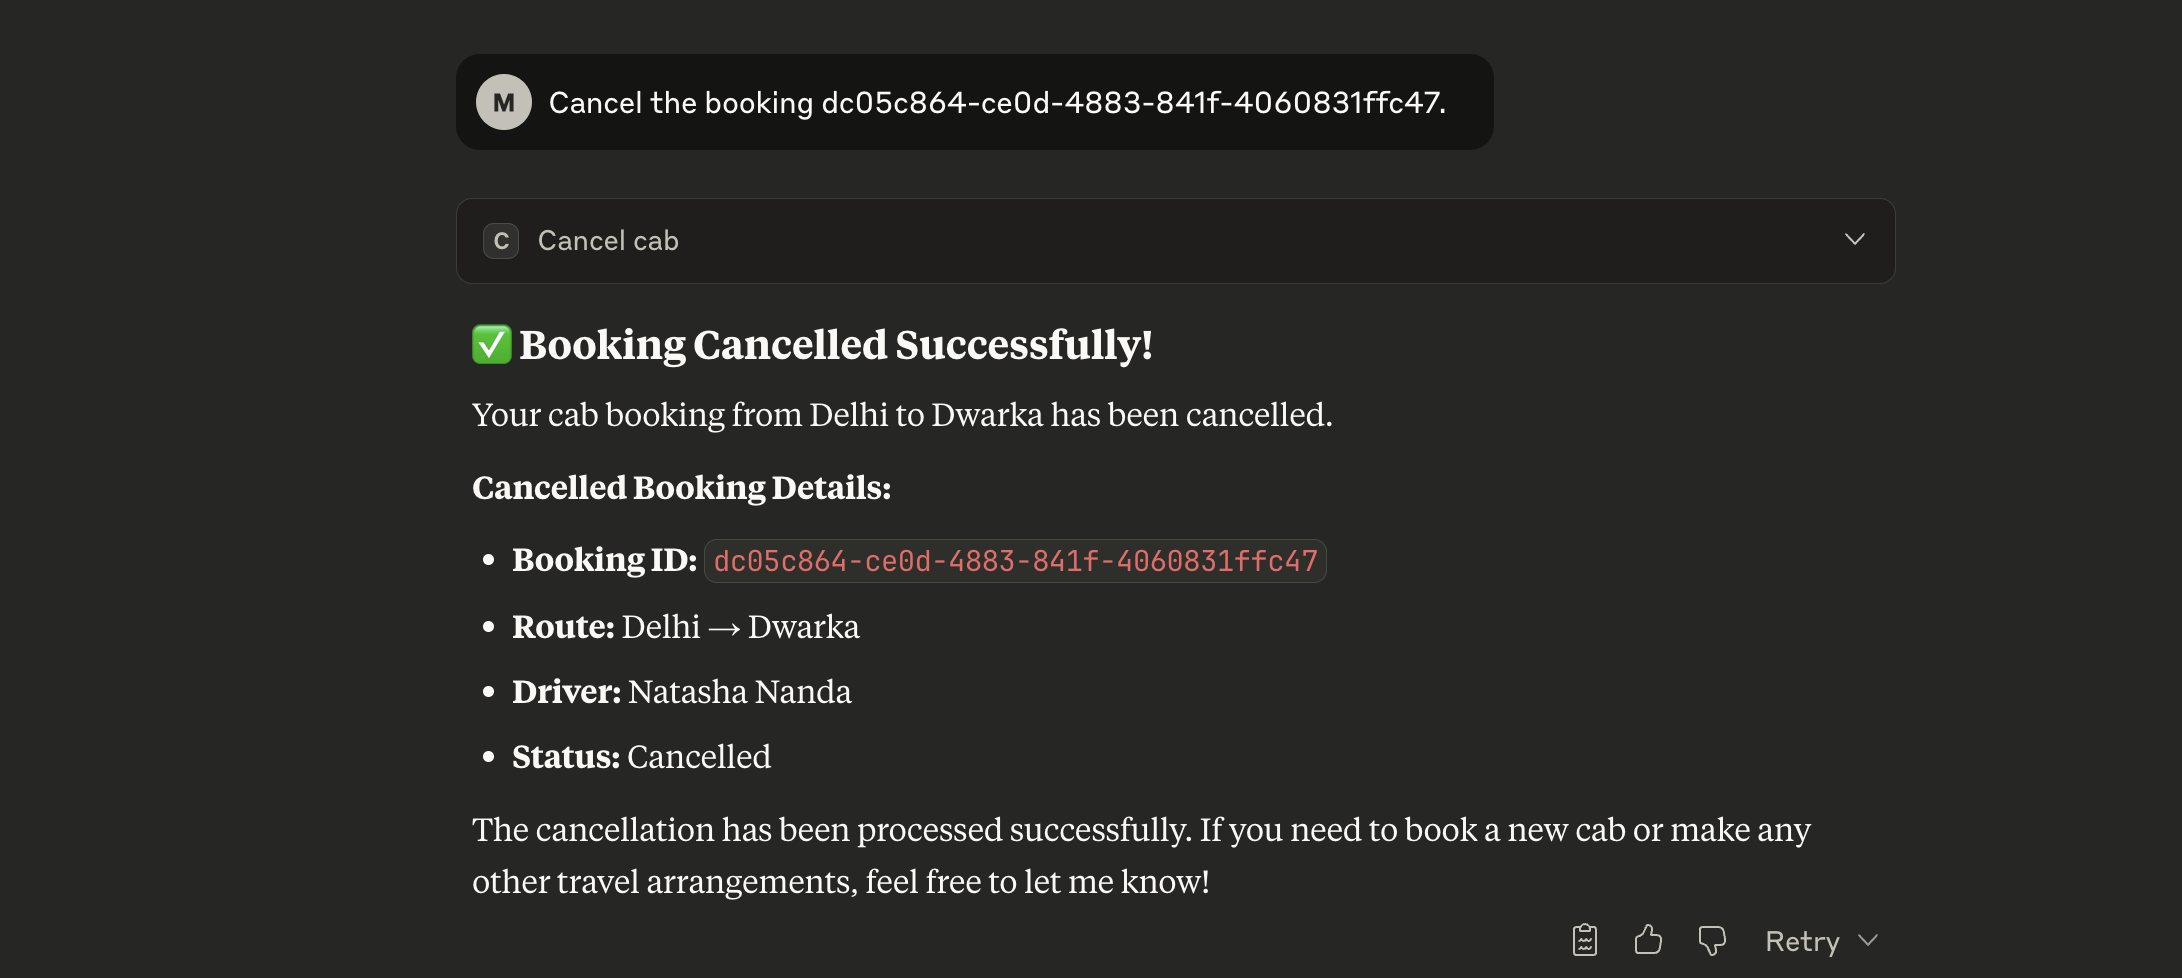 M
Cancel the booking dc05c864-ce0d-4883-841f-4060831ffc47.
C
Cancel cab
✅ Booking Cancelled Successfully!
Your cab booking from Delhi to Dwarka has been cancelled.
Cancelled Booking Details:
• Booking ID: dc05c864-ce0d-4883-841f-4060831ffc47
• Route: Delhi → Dwarka
• Driver: Natasha Nanda
• Status: Cancelled
The cancellation has been processed successfully. If you need to book a new cab or make any
other travel arrangements, feel free to let me know!
Retry